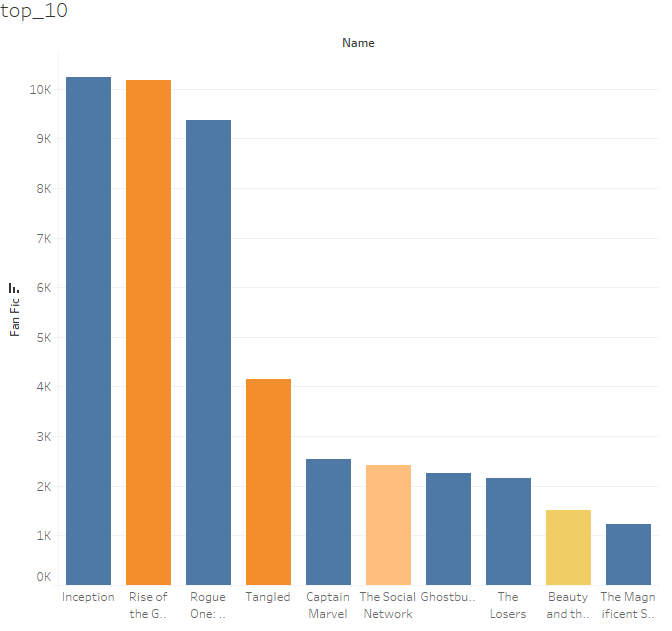 top_10
Name
10K
9K
8K
7K
6K
5K
4K
3K
2K
1K
0K
Fan Fic
Inception
Rise of
the G..
Rogue
One: ..
Tangled
Captain
Marvel
The Social
Network
Ghostbu..
The
Losers
Beauty
and th..
The Magn
ificent S..